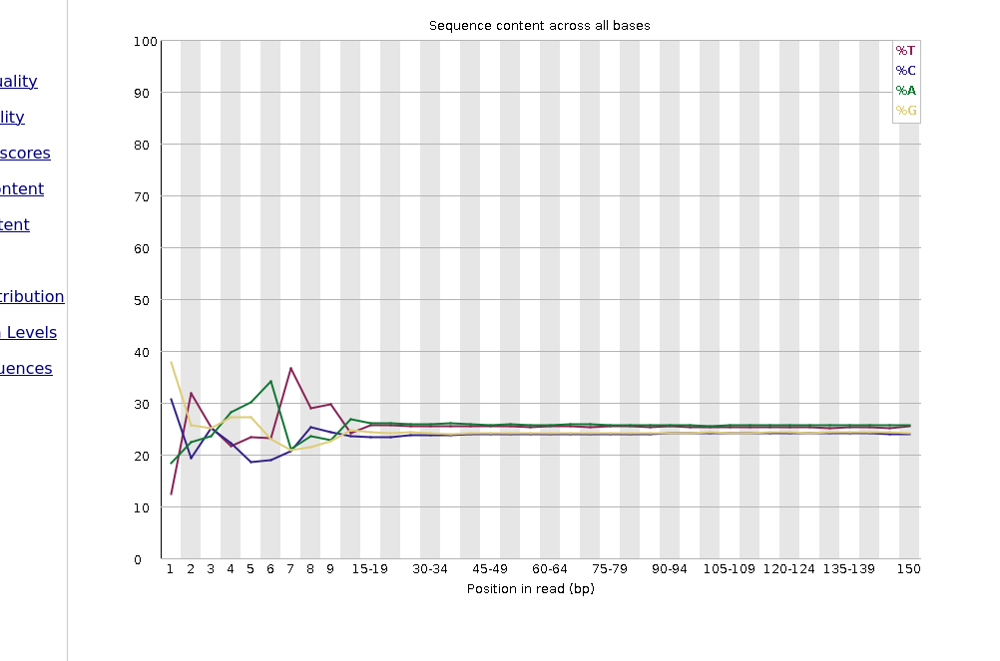 Sequence content across all bases
%T
%C
%A
%G
100
90
80
70
60
50
40
30
20
10
0
1 2 3 4 5 6 7 8 9 15-19 30-34 45-49 60-64 75-79 90-94 105-109 120-124 135-139 150
Position in read (bp)
uality
lity
scores
ontent
tent
tribution
Levels
uences